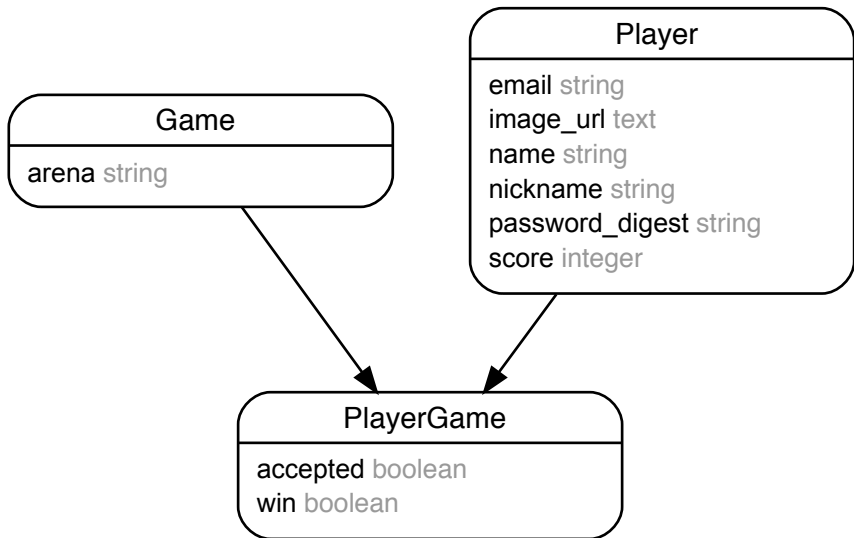 Game
arena string
Player
email string
image_url text
name string
nickname string
password_digest string
score integer
PlayerGame
accepted boolean
win boolean